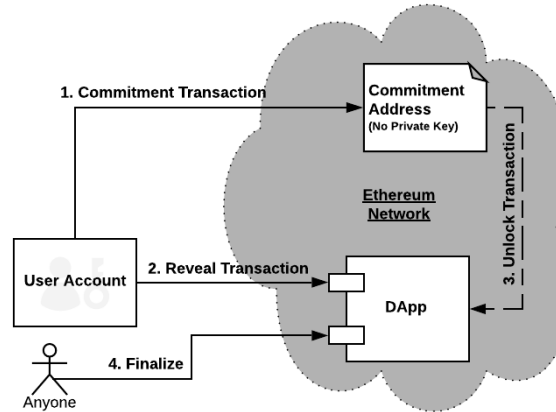 1. Commitment Transaction
Commitment
Address
(No Private Key)
Ethereum
Network
3. Unlock Transaction
User Account
2. Reveal Transaction
DApp
4. Finalize
Anyone